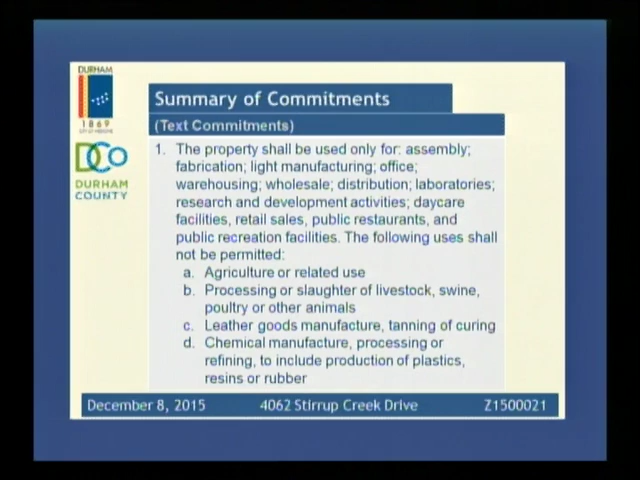 DURHAM
1869
CITY OF MEDICINE
DCo
DURHAM
COUNTY
Summary of Commitments
(Text Commitments)
1. The property shall be used only for: assembly;
fabrication; light manufacturing; office;
warehousing; wholesale; distribution; laboratories;
research and development activities; daycare
facilities, retail sales, public restaurants, and
public recreation facilities. The following uses shall
not be permitted:
a. Agriculture or related use
b. Processing or slaughter of livestock, swine,
poultry or other animals
c. Leather goods manufacture, tanning of curing
d. Chemical manufacture, processing or
refining, to include production of plastics,
resins or rubber
December 8, 2015 4062 Stirrup Creek Drive Z1500021